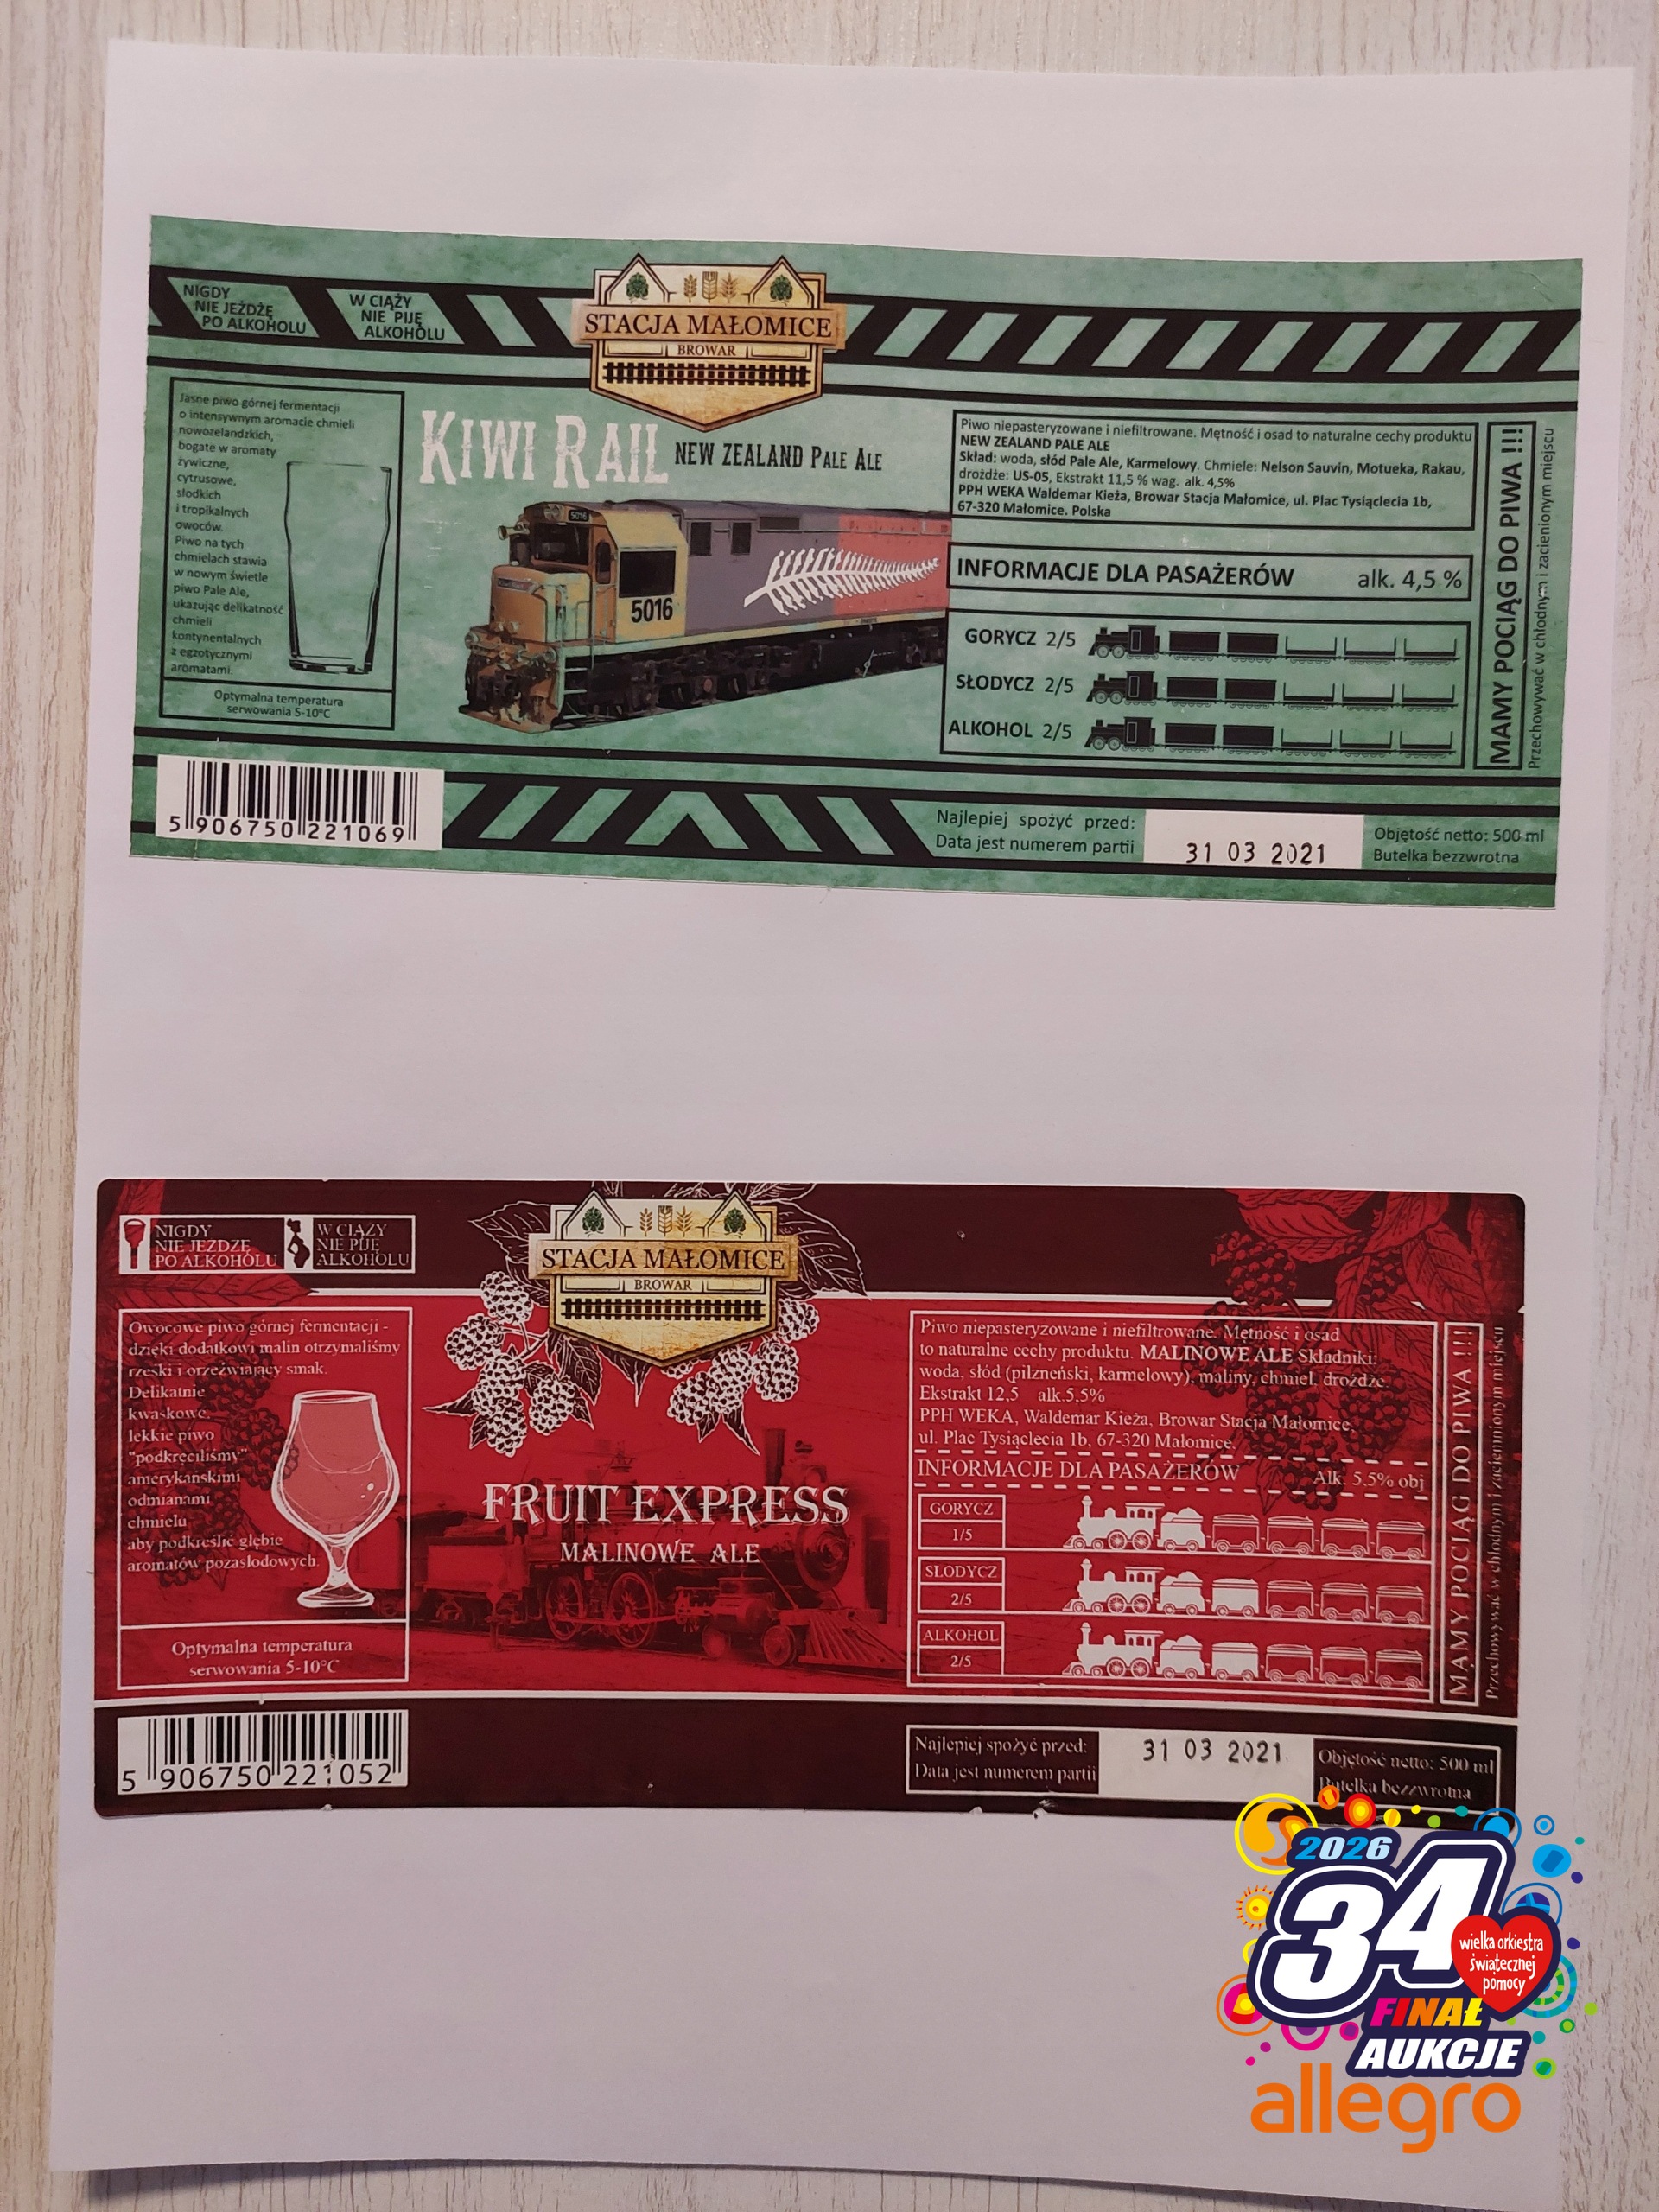 NIGDY
NIE JEŻDŻĘ
PO ALKOHOLU
W CIĄŻY
NIE PIJĘ
ALKOHOLU
STACJA MAŁOMICE
BROWAR
Jasne piwo górnej fermentacji
o intensywnym aromacie chmieli
nowozelandzkich,
bogate w aromaty
żywiczne,
cytrusowe,
słodkich
i tropikalnych
owoców.
Piwo na tych
chmielach stawia
w nowym świetle
piwo Pale Ale,
ukazując delikatność
chmieli
kontynentalnych
z egzotycznymi
aromatami.
Optymalna temperatura
serwowania 5-10°C
KIWI RAIL NEW ZEALAND PALE ALE
5016
5016
Piwo niepasteryzowane i niefiltrowane. Mętność i osad to naturalne cechy produktu
NEW ZEALAND PALE ALE
Skład: woda, słód Pale Ale, Karmelowy. Chmiele: Nelson Sauvin, Motueka, Rakau,
drożdże: US-05, Ekstrakt 11,5 % wag. alk. 4,5%
PPH WEKA Waldemar Kieża, Browar Stacja Małomice, ul. Plac Tysiąclecia 1b,
67-320 Małomice. Polska
INFORMACJE DLA PASAŻERÓW alk. 4,5 %
GORYCZ 2/5
SŁODYCZ 2/5
ALKOHOL 2/5
MAMY POCIĄG DO PIWA !!!
Przechowywać w chłodnym i zacienionym miejscu
5 906750 221069
Najlepiej spożyć przed:
Data jest numerem partii
31 03 2021
Objętość netto: 500 ml
Butelka bezzwrotna
NIGDY
NIE JEŻDŻĘ
PO ALKOHOLU
W CIĄŻY
NIE PIJĘ
ALKOHOLU
STACJA MAŁOMICE
BROWAR
Owocowe piwo górnej fermentacji -
dzięki dodatkowi malin otrzymaliśmy
rześki i orzeźwiający smak.
Delikatnie
kwaskowe,
lekkie piwo
"podkręciliśmy"
amerykańskimi
odmianami
chmielu
aby podkreślić głębię
aromatów pozasłodowych.
Optymalna temperatura
serwowania 5-10°C
FRUIT EXPRESS
MALINOWE ALE
Piwo niepasteryzowane i niefiltrowane. Mętność i osad
to naturalne cechy produktu. MALINOWE ALE Składniki:
woda, słód (pilzneński, karmelowy), maliny, chmiel, drożdże.
Ekstrakt 12,5 alk.5,5%
PPH WEKA, Waldemar Kieża, Browar Stacja Małomice,
ul. Plac Tysiąclecia 1b, 67-320 Małomice.
INFORMACJE DLA PASAŻERÓW Alk. 5.5% obj
GORYCZ
1/5
SŁODYCZ
2/5
ALKOHOL
2/5
MAMY POCIĄG DO PIWA !!!
Przechowywać w chłodnym i zaciemnionym miejscu
5 906750 221052
Najlepiej spożyć przed:
Data jest numerem partii
31 03 2021
Objętość netto: 500 ml
Butelka bezzwrotna
2026
34
wielka orkiestra
świątecznej
pomocy
FINAŁ
AUKCJE
allegro